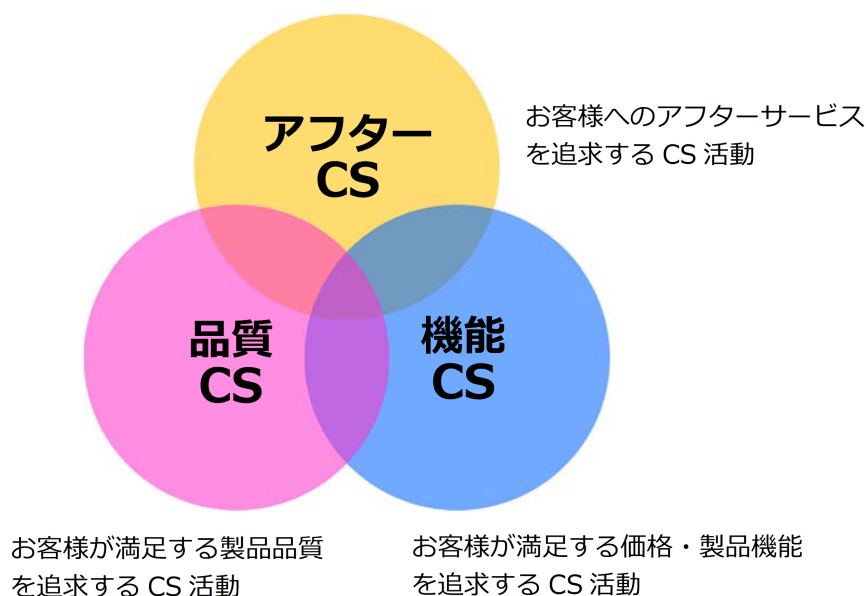 アフター
CS
お客様へのアフターサービス
を追求する CS 活動
品質
CS
機能
CS
お客様が満足する製品品質
を追求する CS 活動
お客様が満足する価格・製品機能
を追求する CS 活動